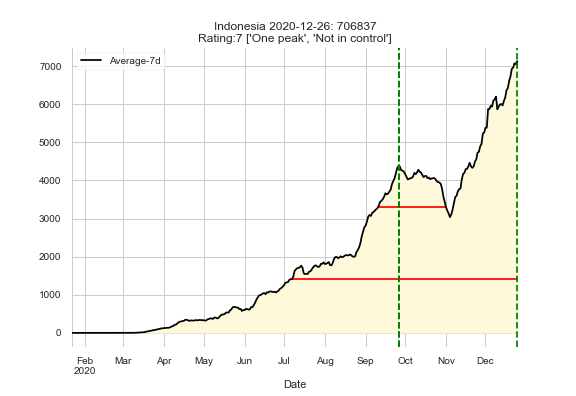 Indonesia 2020-12-26: 706837
Rating:7 ['One peak', 'Not in control']
Average-7d
7000
6000
5000
4000
3000
2000
1000
0
Feb Mar Apr May Jun Jul Aug Sep Oct Nov Dec
2020
Date